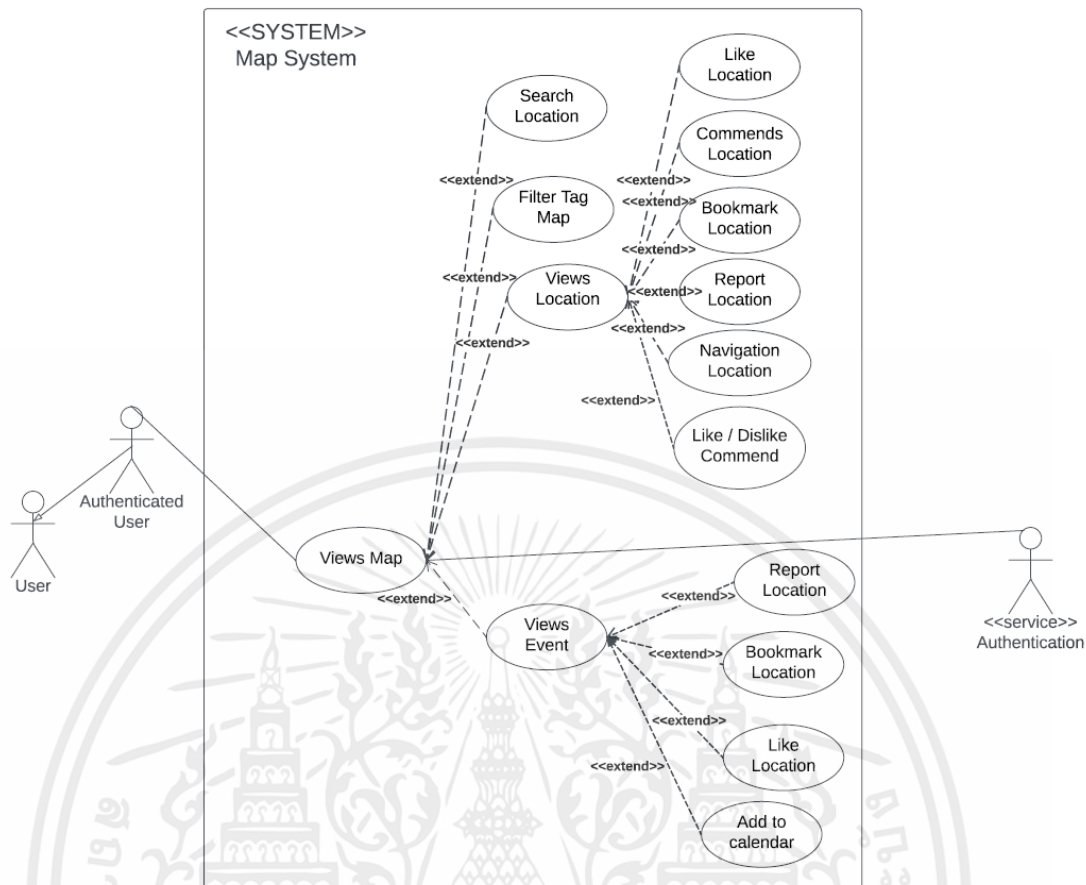 <<SYSTEM>>
Map System
Like
Location
Search
Location
Commends
Location
<<extend>>
<<extend>>
Filter Tag
Map
<<extend>>
Bookmark
Location
<<extend>>
<<extend>>
Views
Location
<<extend>>
Report
Location
<<extend>>
<<extend>>
Navigation
Location
<<extend>>
Like / Dislike
Commend
Authenticated
User
User
Views Map
<<extend>>
Views
Event
<<extend>>
Report
Location
<<service>>
Authentication
<<extend>>
Bookmark
Location
<<extend>>
Like
Location
<<extend>>
Add to
calendar